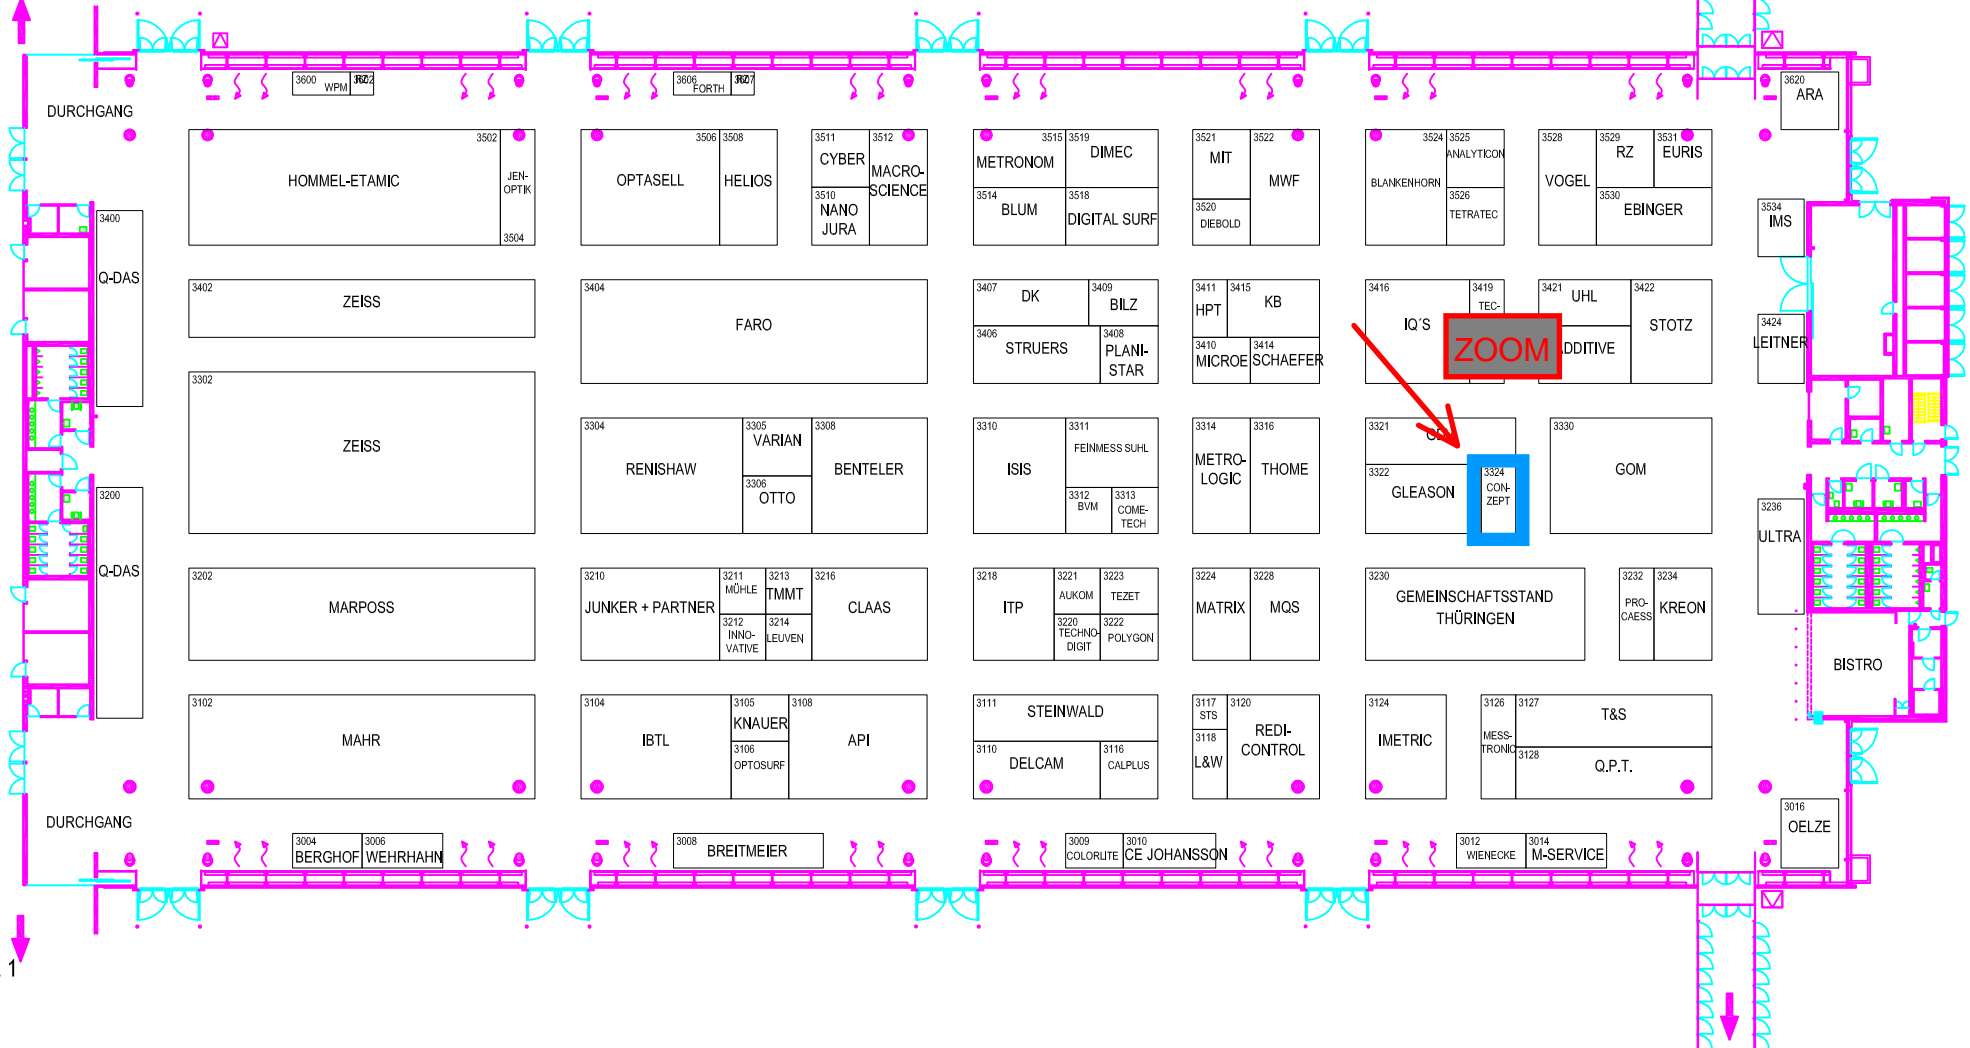 3600
WPM
3602
RZ
3606
FORTH
3607
RZ
3620
ARA
DURCHGANG
3502
HOMMEL-ETAMIC
JEN-
OPTIK
3504
3506
OPTASELL
3508
HELIOS
3511
CYBER
3510
NANO
JURA
3512
MACRO-
SCIENCE
3515
METRONOM
3519
DIMEC
3514
BLUM
3518
DIGITAL SURF
3521
MIT
3520
DIEBOLD
3522
MWF
3524
BLANKENHORN
3525
ANALYTICON
3526
TETRATEC
3528
VOGEL
3529
RZ
3531
EURIS
3530
EBINGER
3534
IMS
3400
Q-DAS
3402
ZEISS
3404
FARO
3407
DK
3409
BILZ
3406
STRUERS
3408
PLANI-
STAR
3411
HPT
3415
KB
3410
MICROE
3414
SCHAEFER
3416
IQ´S
3419
TEC-
ZOOM
3421
UHL
DDITIVE
3422
STOTZ
3424
LEITNER
3302
ZEISS
3304
RENISHAW
3305
VARIAN
3306
OTTO
3308
BENTELER
3310
ISIS
3311
FEINMESS SUHL
3312
BVM
3313
COME-
TECH
3314
METRO-
LOGIC
3316
THOME
3321
3322
GLEASON
3324
CON-
ZEPT
3330
GOM
3200
Q-DAS
3236
ULTRA
3202
MARPOSS
3210
JUNKER + PARTNER
3211
MÜHLE
3213
TMMT
3212
INNO-
VATIVE
3214
LEUVEN
3216
CLAAS
3218
ITP
3221
AUKOM
3223
TEZET
3220
TECHNO-
DIGIT
3222
POLYGON
3224
MATRIX
3228
MQS
3230
GEMEINSCHAFTSSTAND
THÜRINGEN
3232
PRO-
CAESS
3234
KREON
BISTRO
3102
MAHR
3104
IBTL
3105
KNAUER
3106
OPTOSURF
3108
API
3111
STEINWALD
3110
DELCAM
3116
CALPLUS
3117
STS
3118
L&W
3120
REDI-
CONTROL
3124
IMETRIC
3126
MESS-
TRONIC
3127
T&S
3128
Q.P.T.
DURCHGANG
3004
BERGHOF
3006
WEHRHAHN
3008
BREITMEIER
3009
COLORLITE
3010
CE JOHANSSON
3012
WIENECKE
3014
M-SERVICE
3016
OELZE
1